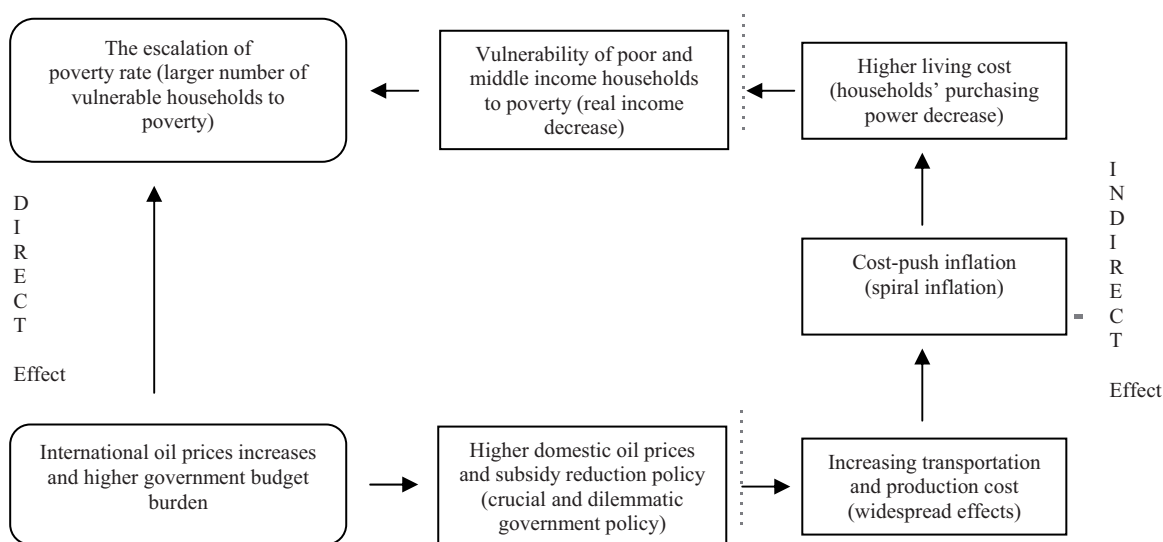 The escalation of
poverty rate (larger number of
vulnerable households to
poverty)
Vulnerability of poor and
middle income households
to poverty (real income
decrease)
Higher living cost
(households' purchasing
power decrease)
D
I
R
E
C
T
Effect
I
N
D
I
R
E
C
T
Effect
Cost-push inflation
(spiral inflation)
International oil prices increases
and higher government budget
burden
Higher domestic oil prices
and subsidy reduction policy
(crucial and dilemmatic
government policy)
Increasing transportation
and production cost
(widespread effects)